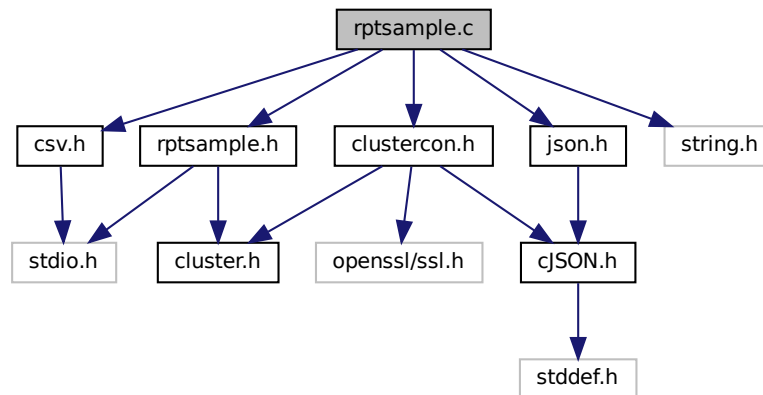 rptsample.c
csv.h
rptsample.h
clustercon.h
json.h
string.h
stdio.h
cluster.h
openssl/ssl.h
cJSON.h
stddef.h